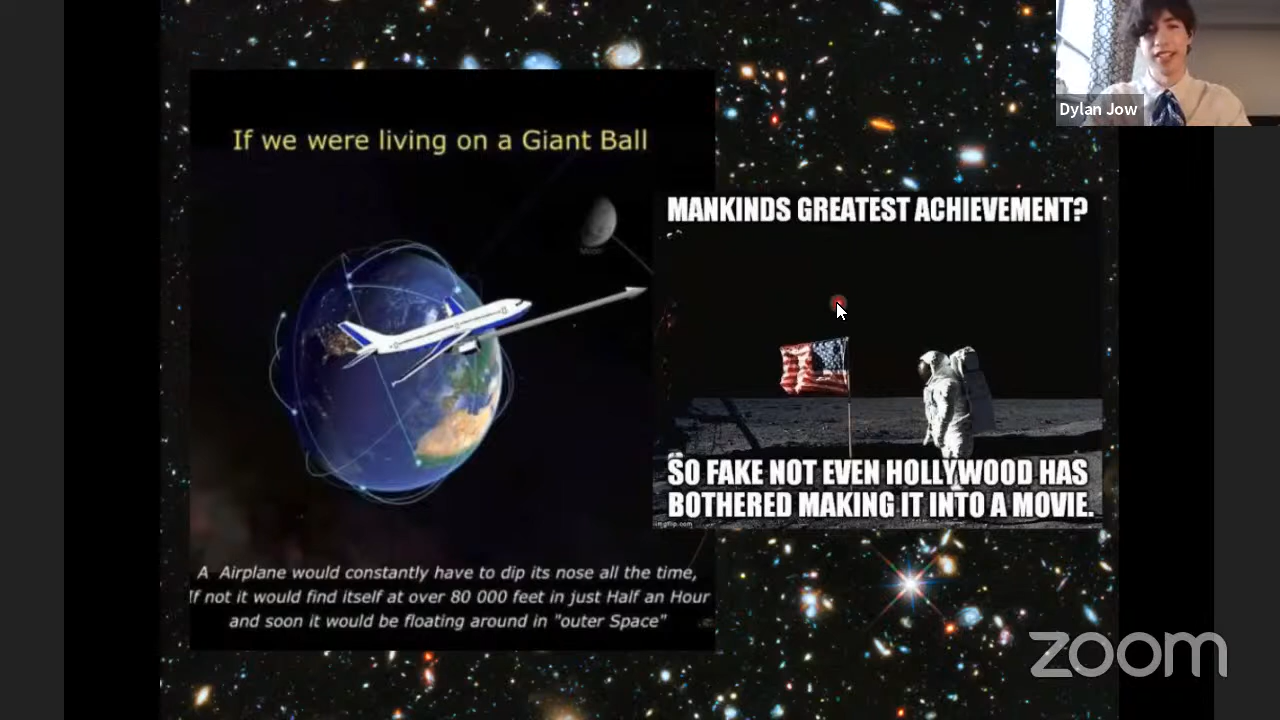 If we were living on a Giant Ball
A Airplane would constantly have to dip its nose all the time,
If not it would find itself at over 80 000 feet in just Half an Hour
and soon it would be floating around in "outer Space"
MANKINDS GREATEST ACHIEVEMENT?
SO FAKE NOT EVEN HOLLYWOOD HAS
BOTHERED MAKING IT INTO A MOVIE.
imgflip.com
Dylan Jow
zoom